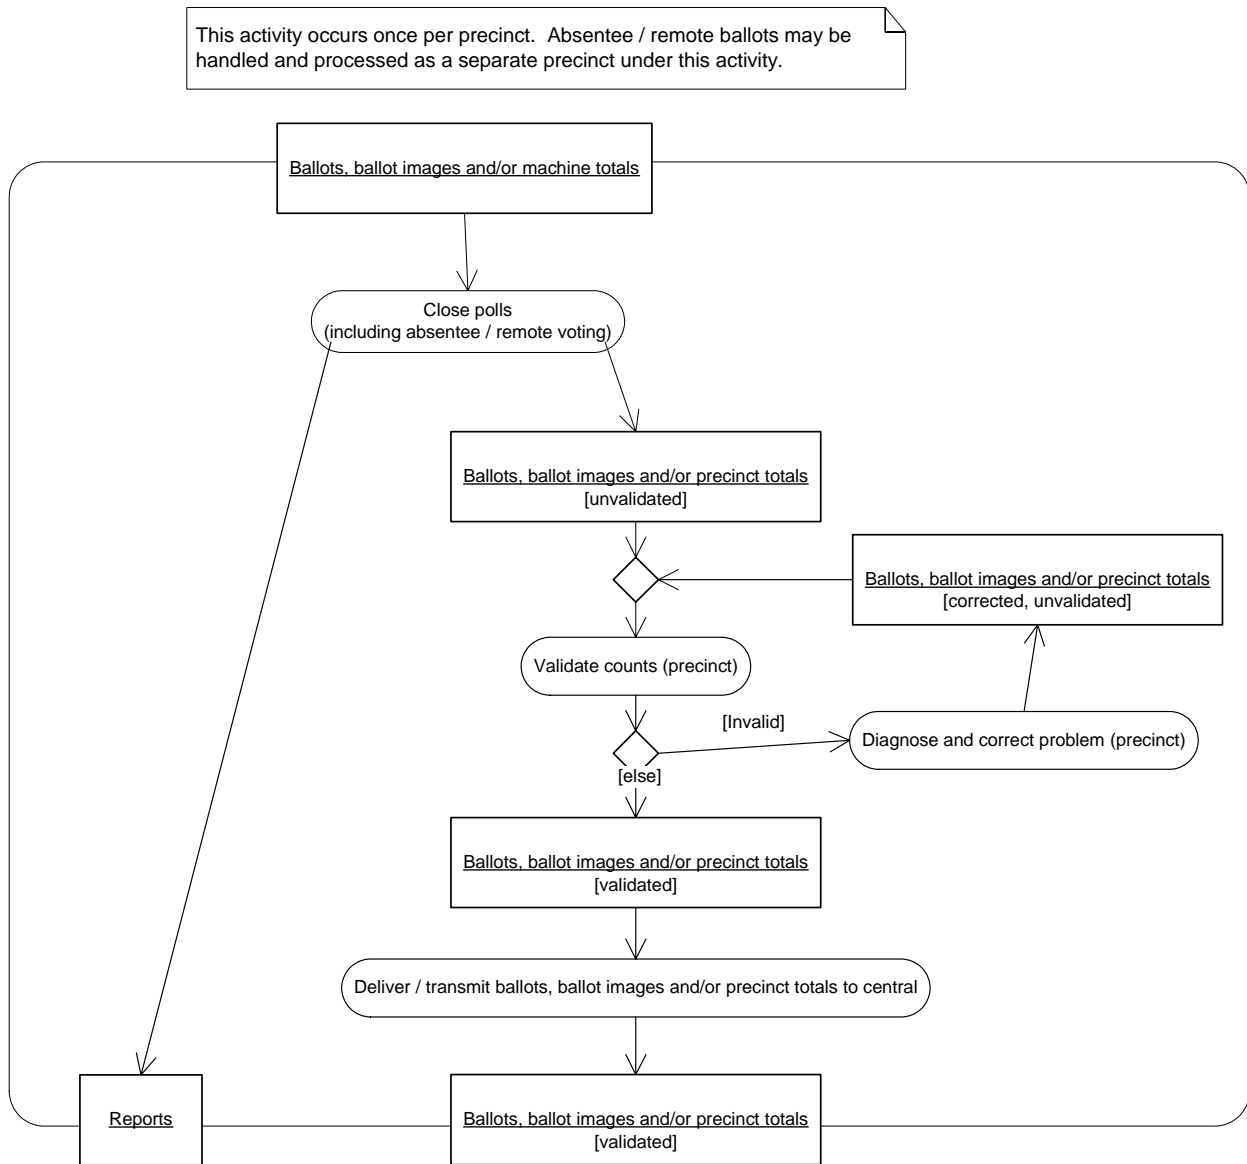 This activity occurs once per precinct.  Absentee / remote ballots may be
handled and processed as a separate precinct under this activity.
Ballots, ballot images and/or machine totals
Close polls
(including absentee / remote voting)
Ballots, ballot images and/or precinct totals
[unvalidated]
Ballots, ballot images and/or precinct totals
[corrected, unvalidated]
Validate counts (precinct)
[Invalid]
Diagnose and correct problem (precinct)
[else]
Ballots, ballot images and/or precinct totals
[validated]
Deliver / transmit ballots, ballot images and/or precinct totals to central
Reports
Ballots, ballot images and/or precinct totals
[validated]